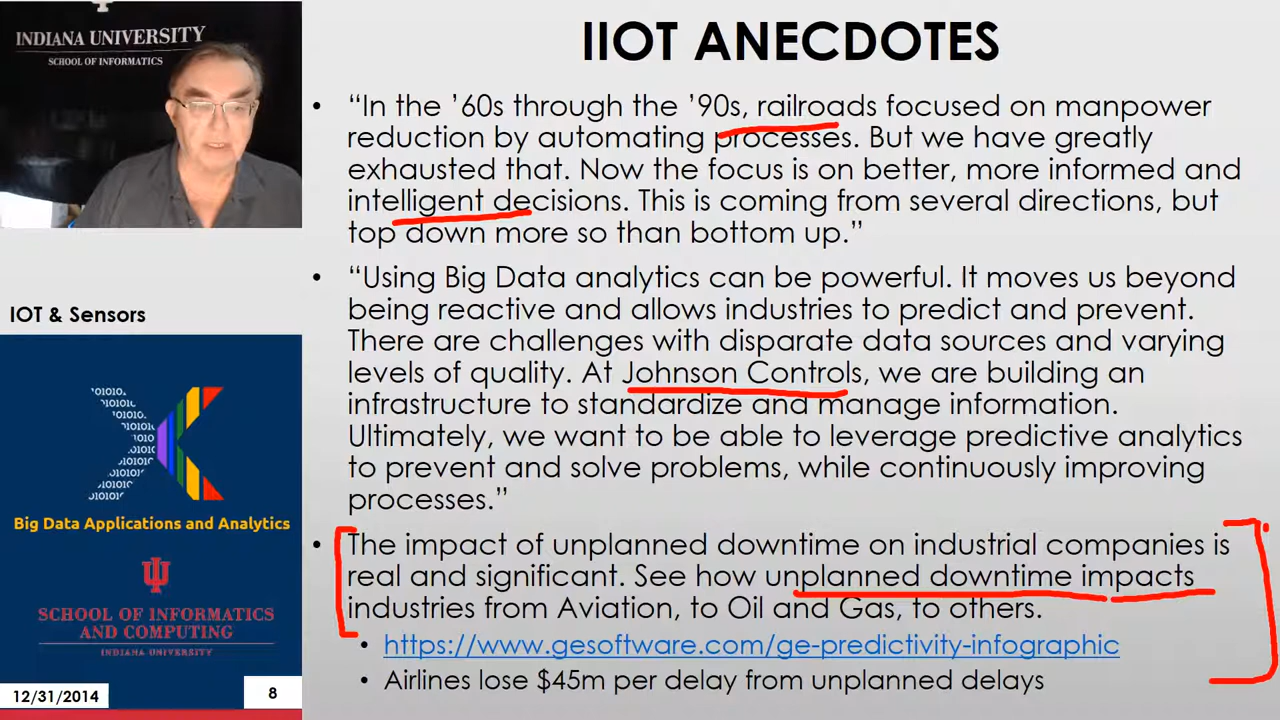 INDIANA UNIVERSITY
SCHOOL OF INFORMATICS
IIOT ANECDOTES
• “In the ’60s through the ’90s, railroads focused on manpower
reduction by automating processes. But we have greatly
exhausted that. Now the focus is on better, more informed and
intelligent decisions. This is coming from several directions, but
top down more so than bottom up.”
• “Using Big Data analytics can be powerful. It moves us beyond
being reactive and allows industries to predict and prevent.
There are challenges with disparate data sources and varying
levels of quality. At Johnson Controls, we are building an
infrastructure to standardize and manage information.
Ultimately, we want to be able to leverage predictive analytics
to prevent and solve problems, while continuously improving
processes.”
• The impact of unplanned downtime on industrial companies is
real and significant. See how unplanned downtime impacts
industries from Aviation, to Oil and Gas, to others.
• https://www.gesoftware.com/ge-predictivity-infographic
• Airlines lose $45m per delay from unplanned delays
IOT & Sensors
Big Data Applications and Analytics
SCHOOL OF INFORMATICS
AND COMPUTING
INDIANA UNIVERSITY
12/31/2014
8